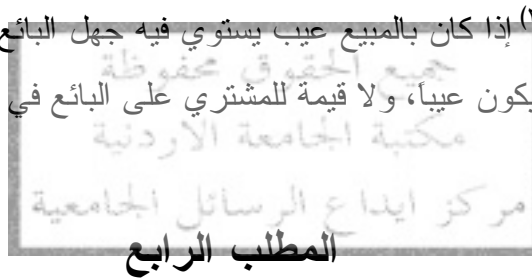 إذا كان بالمبيع عيب يستوي فيه جهل البائع
جميع الحقوق محفوظة
يكون عيباً، ولا قيمة للمشتري على البائع في
مكتبة الجامعة الاردنية
مركز ايداع الرسائل الجامعية
المطلب الرابع